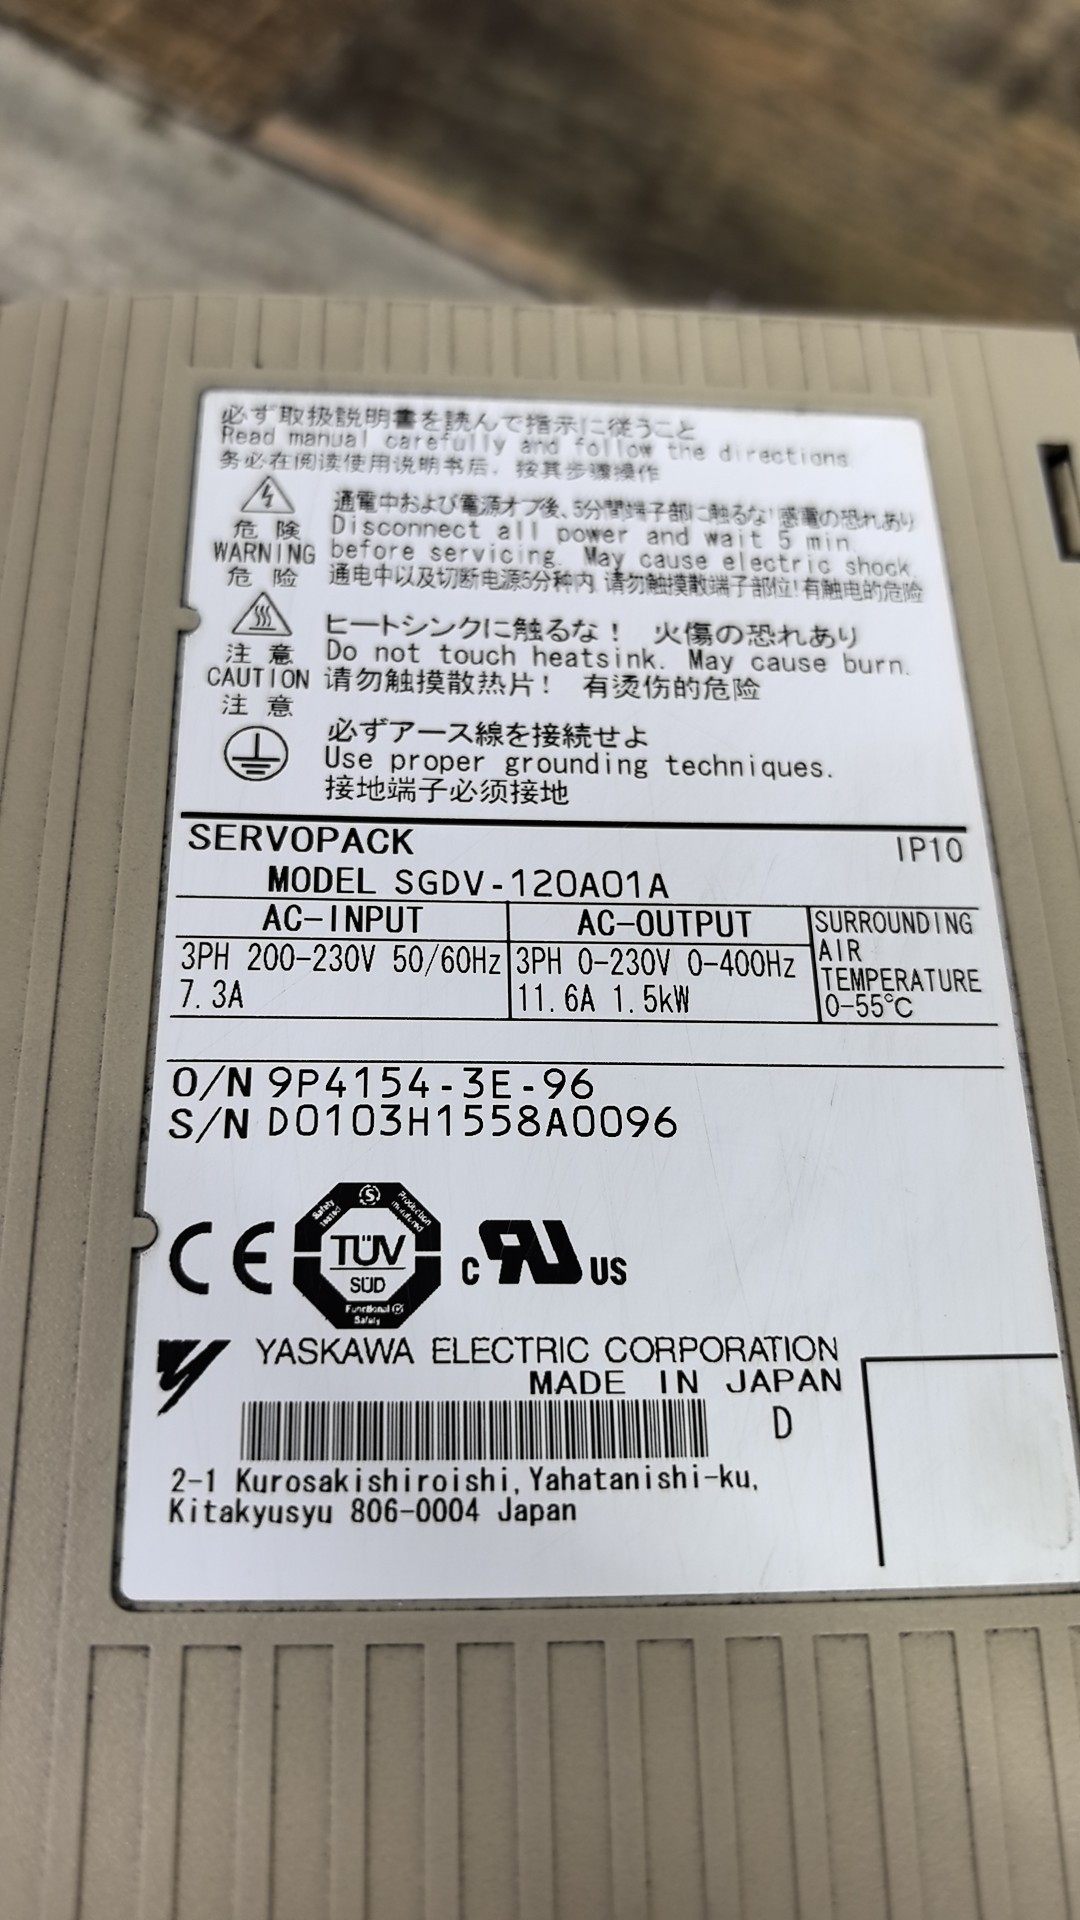 必ず取扱説明書を読んで指示に従うこと
Read manual carefully and follow the directions.
务必在阅读使用说明书后，按其步骤操作
危 険
WARNING
危 险
通電中および電源オフ後、5分間端子部に触るな！感電の恐れあり
Disconnect all power and wait 5 min.
before servicing. May cause electric shock.
通电中以及切断电源5分种内，请勿触摸散端子部位！有触电的危险
注 意
CAUTION
注 意
ヒートシンクに触るな！ 火傷の恐れあり
Do not touch heatsink. May cause burn.
请勿触摸散热片！ 有烫伤的危险
必ずアース線を接続せよ
Use proper grounding techniques.
接地端子必须接地
SERVOPACK
IP10
MODEL SGDV-120A01A
AC-INPUT
3PH 200-230V 50/60Hz
7.3A
AC-OUTPUT
3PH 0-230V 0-400Hz
11.6A 1.5kW
SURROUNDING
AIR
TEMPERATURE
0-55℃
O/N 9P4154-3E-96
S/N D0103H1558A0096
CE
Safety tested
Production monitored
TÜV
SÜD
Functional
Safety
c RU US
YASKAWA ELECTRIC CORPORATION
MADE IN JAPAN
D
2-1 Kurosakishiroishi, Yahatanishi-ku,
Kitakyusyu 806-0004 Japan